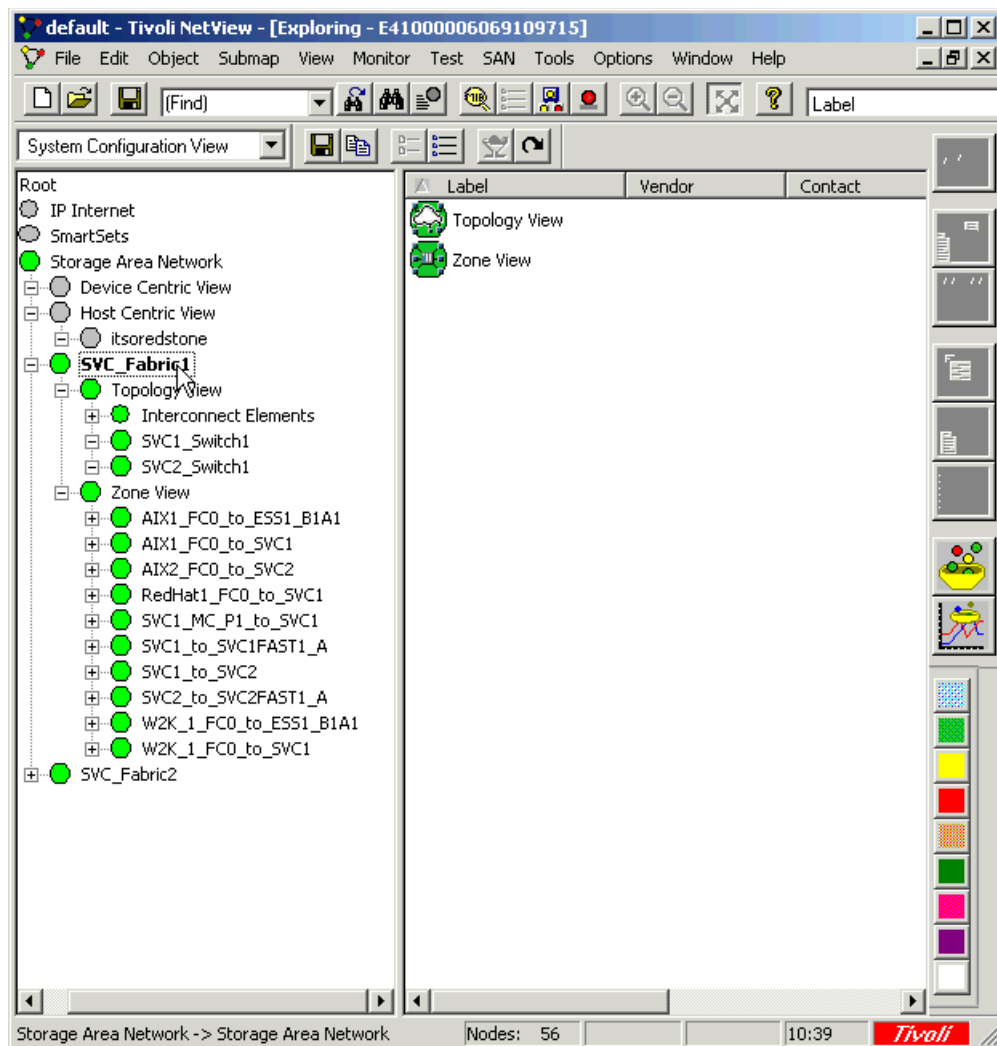 default - Tivoli NetView - [Exploring - E41000006069109715]
File Edit Object Submap View Monitor Test SAN Tools Options Window Help
(Find) Label
System Configuration View
Root
IP Internet
SmartSets
Storage Area Network
Device Centric View
Host Centric View
itsoredstone
SVC_Fabric1
Topology View
Interconnect Elements
SVC1_Switch1
SVC2_Switch1
Zone View
AIX1_FC0_to_ESS1_B1A1
AIX1_FC0_to_SVC1
AIX2_FC0_to_SVC2
RedHat1_FC0_to_SVC1
SVC1_MC_P1_to_SVC1
SVC1_to_SVC1FAST1_A
SVC1_to_SVC2
SVC2_to_SVC2FAST1_A
W2K_1_FC0_to_ESS1_B1A1
W2K_1_FC0_to_SVC1
SVC_Fabric2
Label Vendor Contact
Topology View
Zone View
Storage Area Network -> Storage Area Network Nodes: 56 10:39 Tivoli